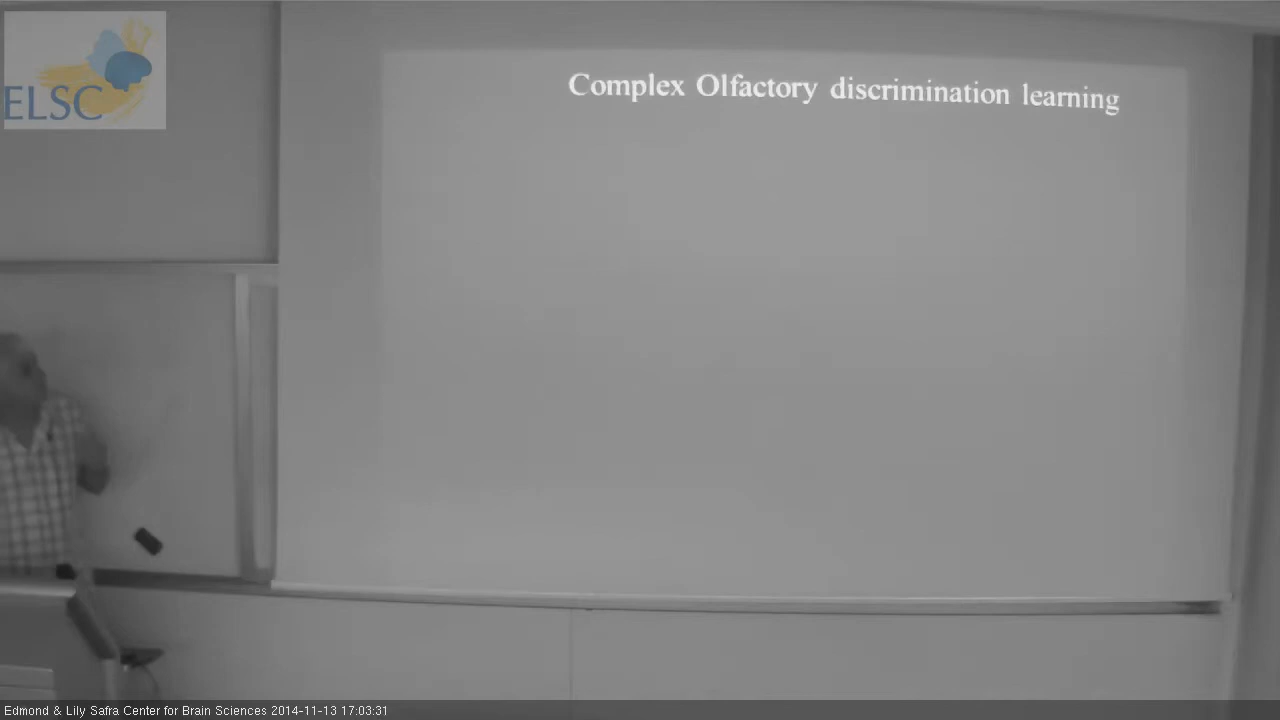 ELSC
Complex Olfactory discrimination learning
Edmond & Lily Safra Center for Brain Sciences 2014-11-13 17:03:31